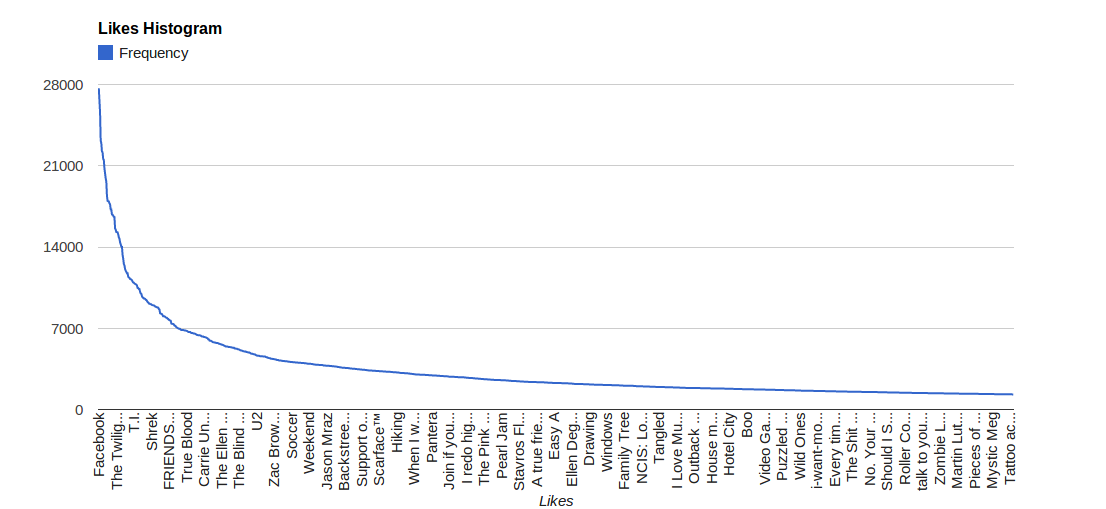 Likes Histogram
Frequency
28000
21000
14000
7000
0
Facebook
The Twilig...
T.I.
Shrek
FRIENDS...
True Blood
Carrie Un...
The Ellen ...
The Blind ...
U2
Zac Brow...
Soccer
Weekend
Jason Mraz
Backstree...
Support o...
Scarface™
Hiking
When I w...
Pantera
Join if you...
I redo hig...
The Pink ...
Pearl Jam
Stavros Fl...
A true frie...
Easy A
Ellen Deg...
Drawing
Windows
Family Tree
NCIS: Lo...
Tangled
I Love Mu...
Outback ...
House m...
Hotel City
Boo
Video Ga...
Puzzled ...
Wild Ones
i-want-mo...
Every tim...
The Shit ...
No. Your ...
Should I S...
Roller Co...
talk to you...
Zombie L...
Martin Lut...
Pieces of ...
Mystic Meg
Tattoo ac...
Likes